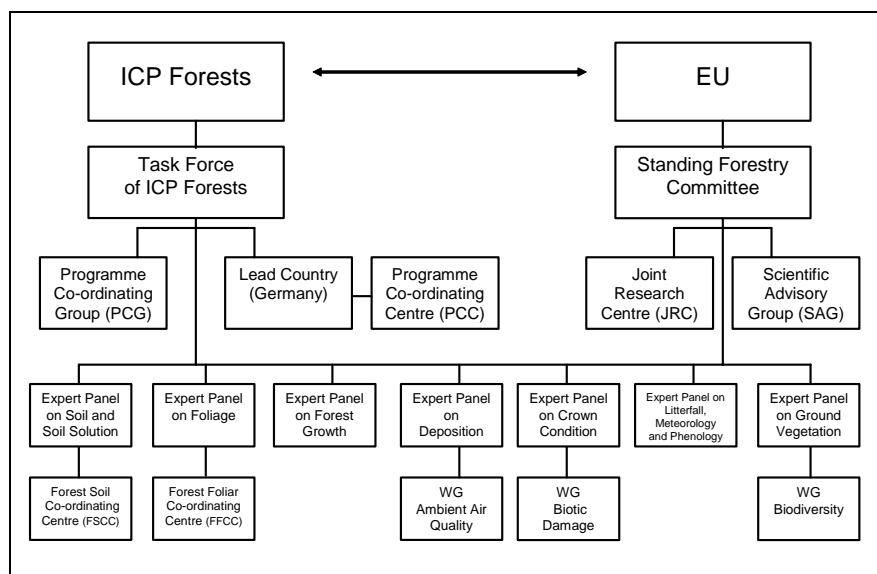 ICP Forests
EU
Task Force
of ICP Forests
Standing Forestry
Committee
Programme
Co-ordinating
Group (PCG)
Lead Country
(Germany)
Programme
Co-ordinating
Centre (PCC)
Joint
Research
Centre (JRC)
Scientific
Advisory
Group (SAG)
Expert Panel
on Soil and
Soil Solution
Expert Panel
on Foliage
Expert Panel
on Forest
Growth
Expert Panel
on
Deposition
Expert Panel
on Crown
Condition
Expert Panel on
Litterfall,
Meteorology
and Phenology
Expert Panel
on Ground
Vegetation
Forest Soil
Co-ordinating
Centre (FSCC)
Forest Foliar
Co-ordinating
Centre (FFCC)
WG
Ambient Air
Quality
WG
Biotic
Damage
WG
Biodiversity